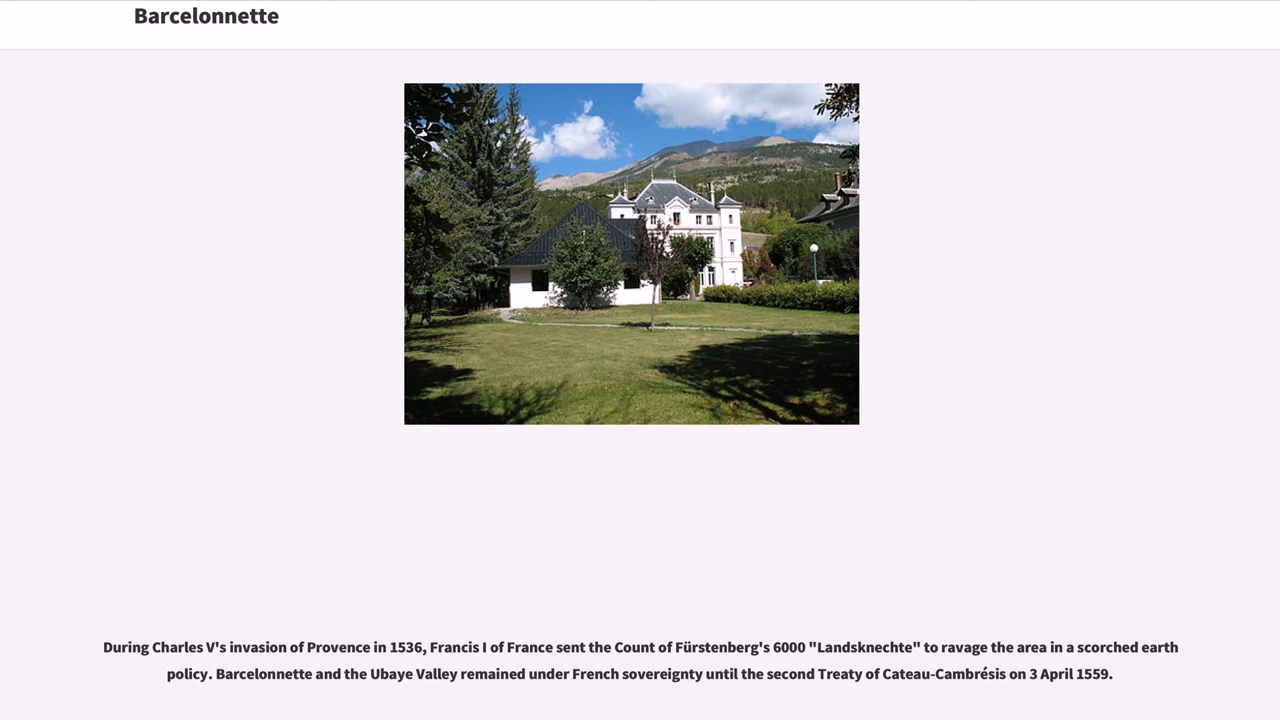 Barcelonnette
During Charles V's invasion of Provence in 1536, Francis I of France sent the Count of Fürstenberg's 6000 "Landsknechte" to ravage the area in a scorched earth
policy. Barcelonnette and the Ubaye Valley remained under French sovereignty until the second Treaty of Cateau-Cambrésis on 3 April 1559.